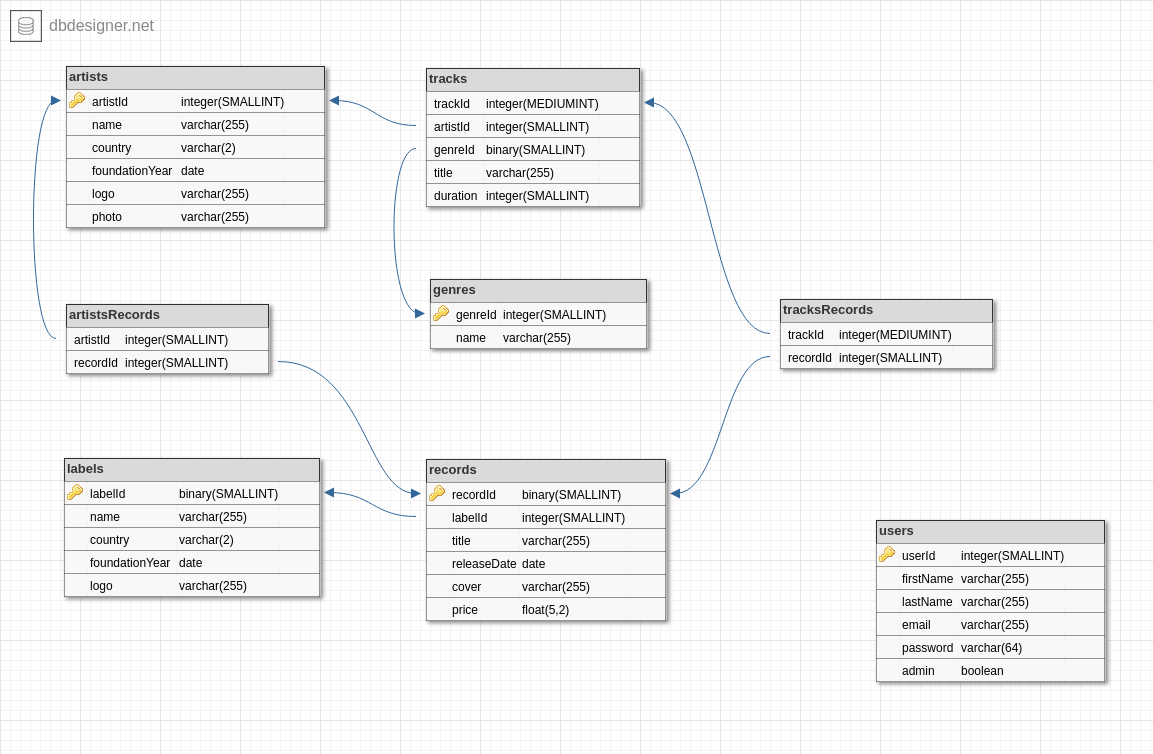 dbdesigner.net
artists
artistId integer(SMALLINT)
name varchar(255)
country varchar(2)
foundationYear date
logo varchar(255)
photo varchar(255)
tracks
trackId integer(MEDIUMINT)
artistId integer(SMALLINT)
genreId binary(SMALLINT)
title varchar(255)
duration integer(SMALLINT)
genres
genreId integer(SMALLINT)
name varchar(255)
artistsRecords
artistId integer(SMALLINT)
recordId integer(SMALLINT)
tracksRecords
trackId integer(MEDIUMINT)
recordId integer(SMALLINT)
labels
labelId binary(SMALLINT)
name varchar(255)
country varchar(2)
foundationYear date
logo varchar(255)
records
recordId binary(SMALLINT)
labelId integer(SMALLINT)
title varchar(255)
releaseDate date
cover varchar(255)
price float(5,2)
users
userId integer(SMALLINT)
firstName varchar(255)
lastName varchar(255)
email varchar(255)
password varchar(64)
admin boolean